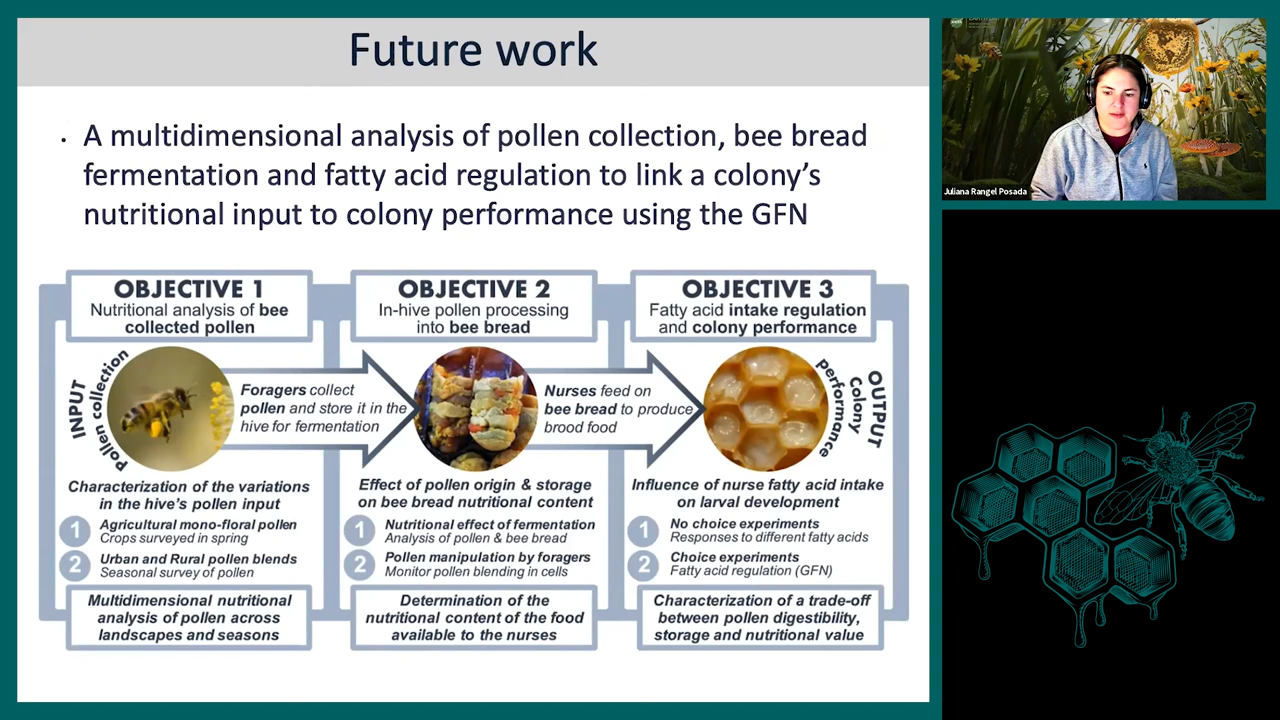 Future work
• A multidimensional analysis of pollen collection, bee bread
fermentation and fatty acid regulation to link a colony's
nutritional input to colony performance using the GFN
OBJECTIVE 1
Nutritional analysis of bee
collected pollen
INPUT
pollen collection
Foragers collect
pollen and store it in the
hive for fermentation
Characterization of the variations
in the hive's pollen input
1 Agricultural mono-floral pollen
Crops surveyed in spring
2 Urban and Rural pollen blends
Seasonal survey of pollen
Multidimensional nutritional
analysis of pollen across
landscapes and seasons
OBJECTIVE 2
In-hive pollen processing
into bee bread
Nurses feed on
bee bread to produce
brood food
Effect of pollen origin & storage
on bee bread nutritional content
1 Nutritional effect of fermentation
Analysis of pollen & bee bread
2 Pollen manipulation by foragers
Monitor pollen blending in cells
Determination of the
nutritional content of the food
available to the nurses
OBJECTIVE 3
Fatty acid intake regulation
and colony performance
OUTPUT
Colony
performance
Influence of nurse fatty acid intake
on larval development
1 No choice experiments
Responses to different fatty acids
2 Choice experiments
Fatty acid regulation (GFN)
Characterization of a trade-off
between pollen digestibility,
storage and nutritional value
Juliana Rangel Posada